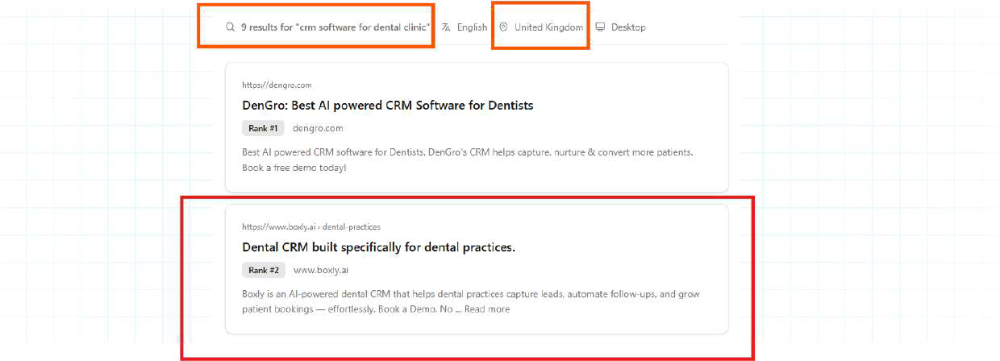 9 results for "crm software for dental clinic" English United Kingdom Desktop
https://dengro.com
DenGro: Best AI powered CRM Software for Dentists
Rank #1 dengro.com
Best AI powered CRM software for Dentists. DenGro's CRM helps capture, nurture & convert more patients.
Book a free demo today!
https://www.boxly.ai › dental-practices
Dental CRM built specifically for dental practices.
Rank #2 www.boxly.ai
Boxly is an AI-powered dental CRM that helps dental practices capture leads, automate follow-ups, and grow
patient bookings — effortlessly. Book a Demo. No ... Read more